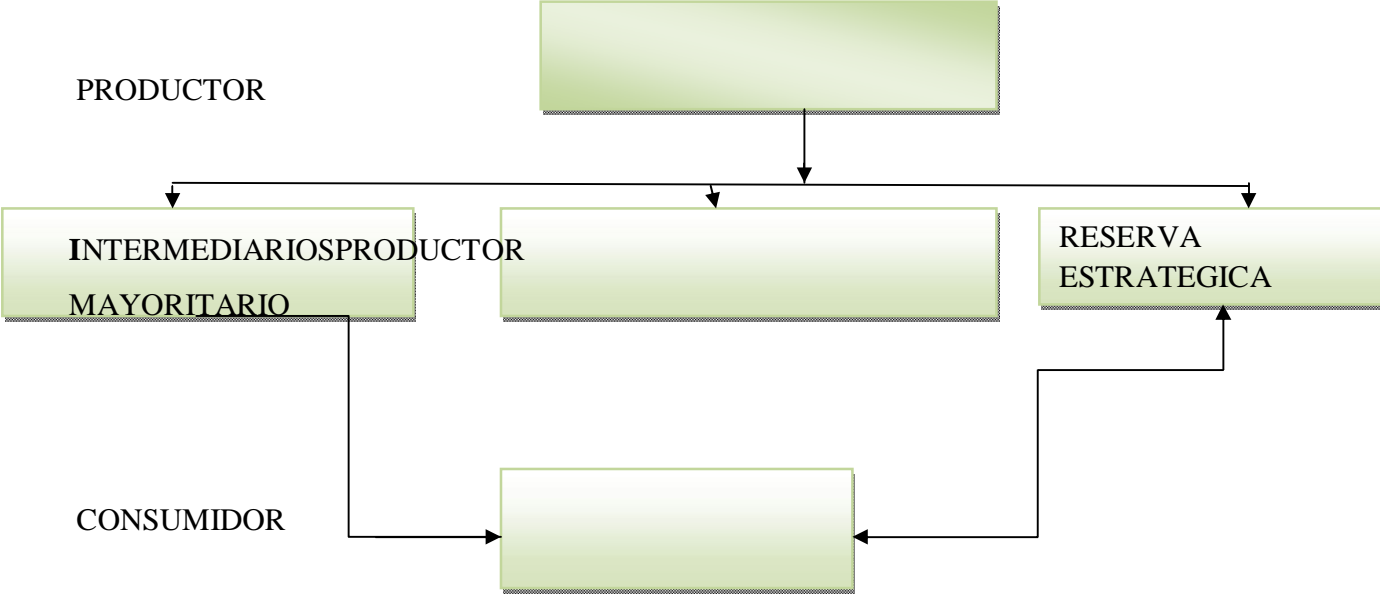 PRODUCTOR
INTERMEDIARIOSPRODUCTOR
MAYORITARIO
RESERVA
ESTRATEGICA
CONSUMIDOR